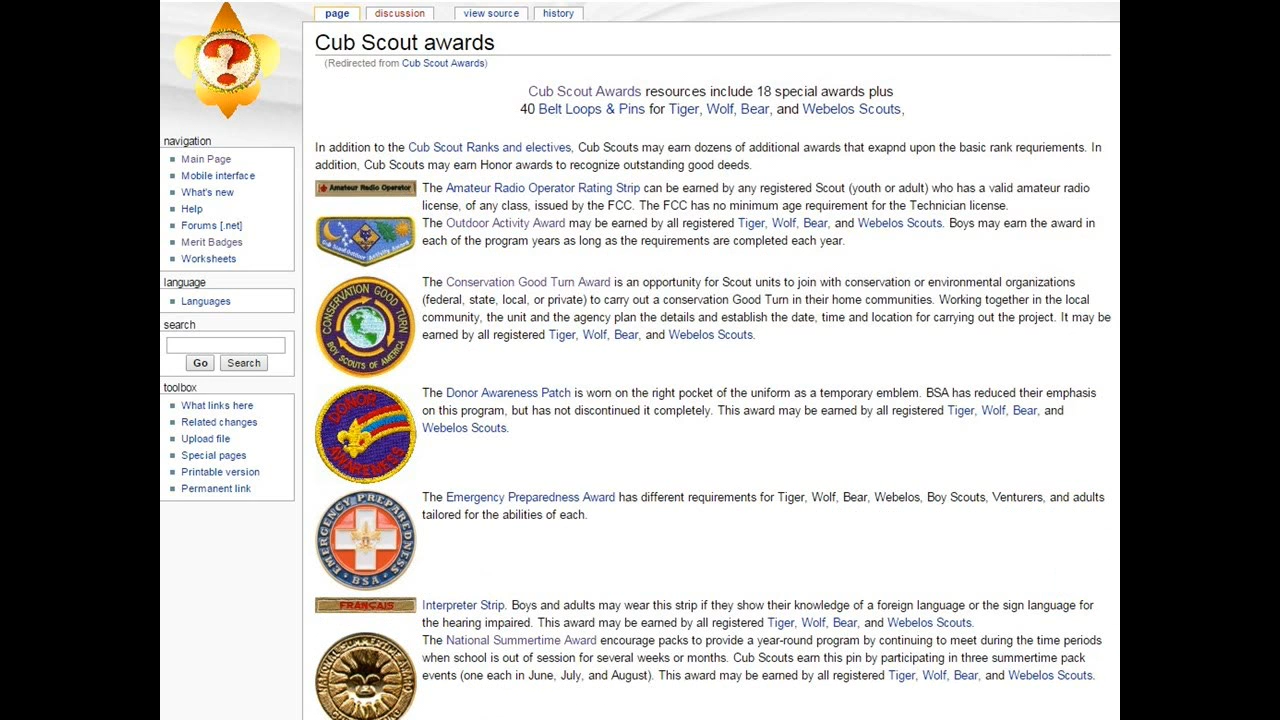 page
discussion
view source
history
Cub Scout awards
(Redirected from Cub Scout Awards)
Cub Scout Awards resources include 18 special awards plus
40 Belt Loops & Pins for Tiger, Wolf, Bear, and Webelos Scouts,
In addition to the Cub Scout Ranks and electives, Cub Scouts may earn dozens of additional awards that exapnd upon the basic rank requriements. In
addition, Cub Scouts may earn Honor awards to recognize outstanding good deeds.
Amateur Radio Operator
The Amateur Radio Operator Rating Strip can be earned by any registered Scout (youth or adult) who has a valid amateur radio
license, of any class, issued by the FCC. The FCC has no minimum age requirement for the Technician license.
Cub Scout Outdoor Activity Award
The Outdoor Activity Award may be earned by all registered Tiger, Wolf, Bear, and Webelos Scouts. Boys may earn the award in
each of the program years as long as the requirements are completed each year.
CONSERVATION GOOD TURN
BOY SCOUTS OF AMERICA
The Conservation Good Turn Award is an opportunity for Scout units to join with conservation or environmental organizations
(federal, state, local, or private) to carry out a conservation Good Turn in their home communities. Working together in the local
community, the unit and the agency plan the details and establish the date, time and location for carrying out the project. It may be
earned by all registered Tiger, Wolf, Bear, and Webelos Scouts.
DONOR
AWARENESS
The Donor Awareness Patch is worn on the right pocket of the uniform as a temporary emblem. BSA has reduced their emphasis
on this program, but has not discontinued it completely. This award may be earned by all registered Tiger, Wolf, Bear, and
Webelos Scouts.
EMERGENCY PREPAREDNESS
BSA
The Emergency Preparedness Award has different requirements for Tiger, Wolf, Bear, Webelos, Boy Scouts, Venturers, and adults
tailored for the abilities of each.
FRANÇAIS
Interpreter Strip. Boys and adults may wear this strip if they show their knowledge of a foreign language or the sign language for
the hearing impaired. This award may be earned by all registered Tiger, Wolf, Bear, and Webelos Scouts.
NATIONAL SUMMERTIME AWARD
The National Summertime Award encourage packs to provide a year-round program by continuing to meet during the time periods
when school is out of session for several weeks or months. Cub Scouts earn this pin by participating in three summertime pack
events (one each in June, July, and August). This award may be earned by all registered Tiger, Wolf, Bear, and Webelos Scouts.
?
navigation
Main Page
Mobile interface
What's new
Help
Forums [.net]
Merit Badges
Worksheets
language
Languages
search
Go
Search
toolbox
What links here
Related changes
Upload file
Special pages
Printable version
Permanent link